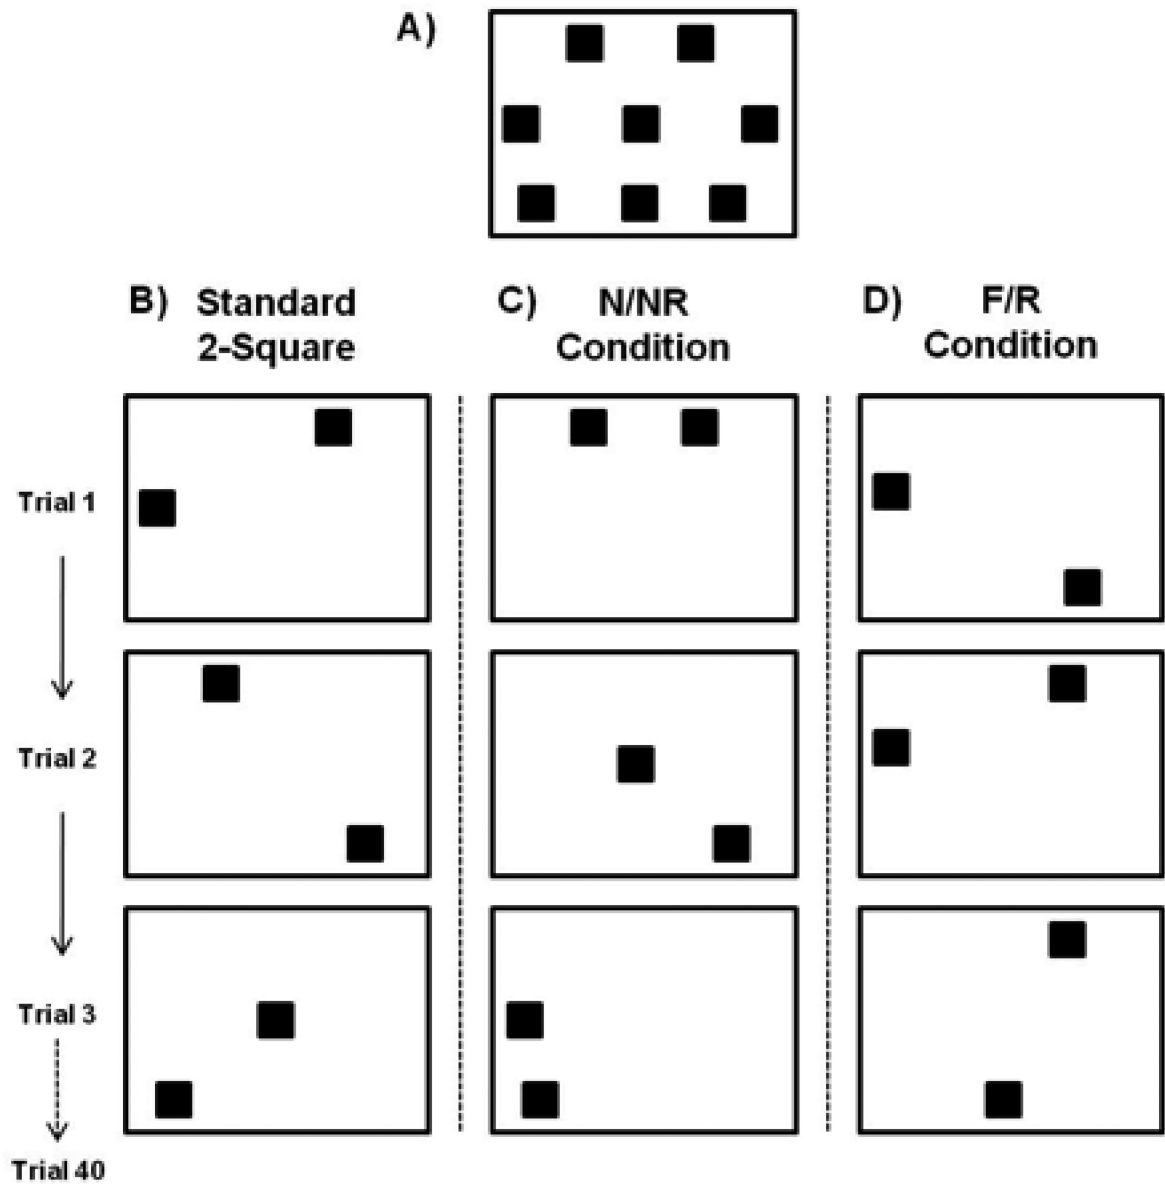 A)
B) Standard
2-Square
C) N/NR
Condition
D) F/R
Condition
Trial 1
Trial 2
Trial 3
Trial 40